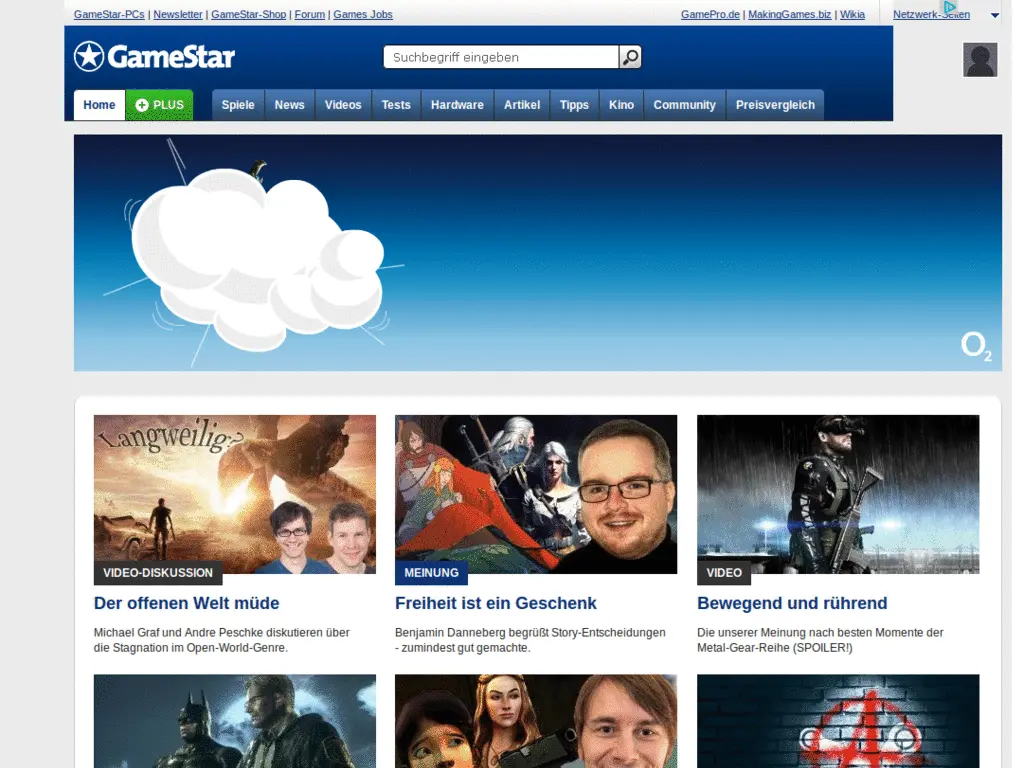 GameStar-PCs | Newsletter | GameStar-Shop | Forum | Games Jobs
GamePro.de | MakingGames.biz | Wikia
Netzwerk-Seiten
GameStar
Suchbegriff eingeben
Home
PLUS
Spiele
News
Videos
Tests
Hardware
Artikel
Tipps
Kino
Community
Preisvergleich
O2
Langweilig?
VIDEO-DISKUSSION
Der offenen Welt müde
Michael Graf und Andre Peschke diskutieren über
die Stagnation im Open-World-Genre.
MEINUNG
Freiheit ist ein Geschenk
Benjamin Danneberg begrüßt Story-Entscheidungen
- zumindest gut gemachte.
VIDEO
Bewegend und rührend
Die unserer Meinung nach besten Momente der
Metal-Gear-Reihe (SPOILER!)